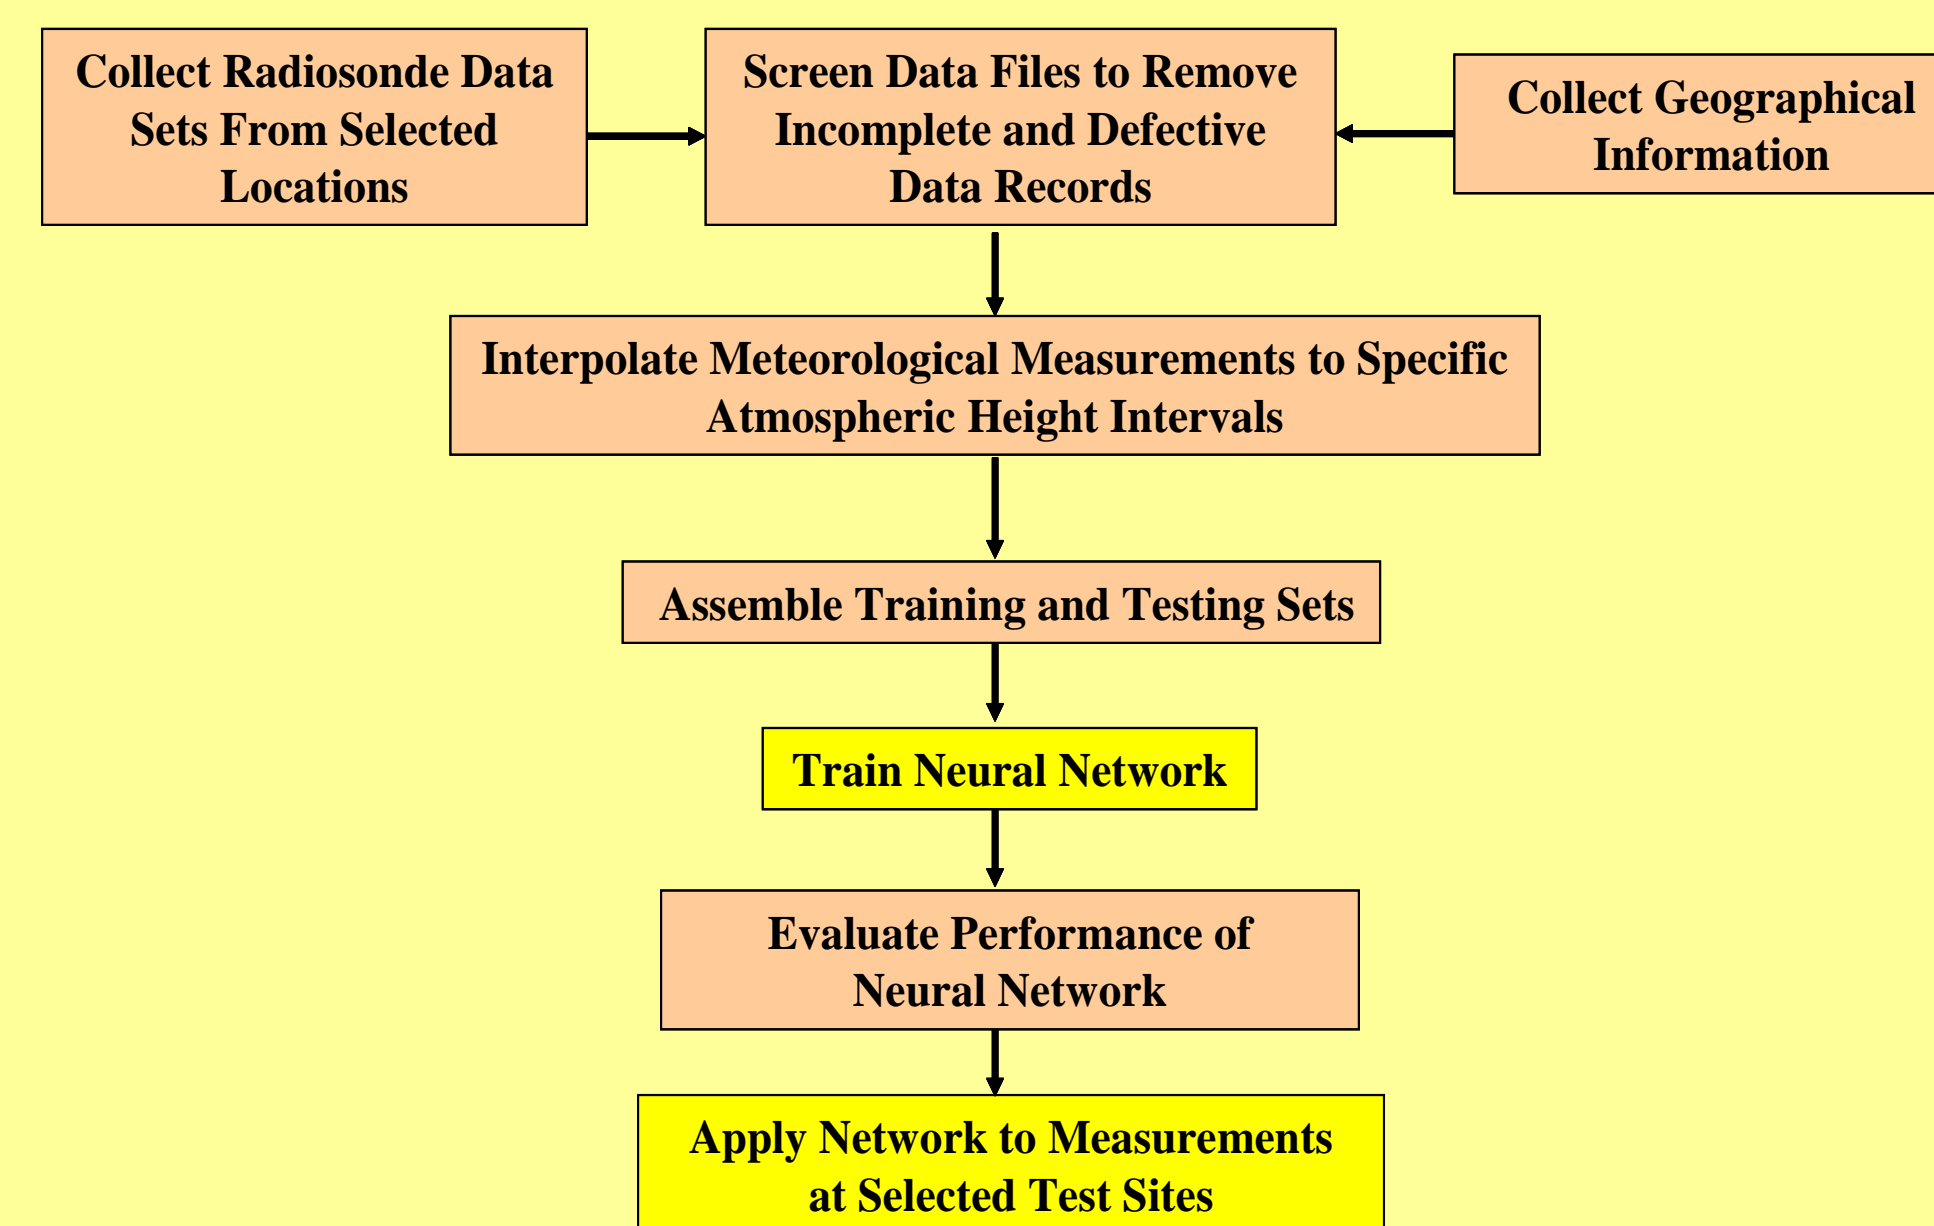 Collect Radiosonde Data
Sets From Selected
Locations
Screen Data Files to Remove
Incomplete and Defective
Data Records
Collect Geographical
Information
Interpolate Meteorological Measurements to Specific
Atmospheric Height Intervals
Assemble Training and Testing Sets
Train Neural Network
Evaluate Performance of
Neural Network
Apply Network to Measurements
at Selected Test Sites